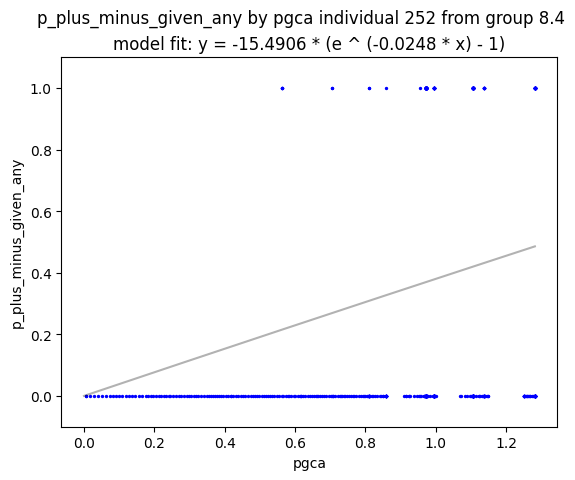 p_plus_minus_given_any by pgca individual 252 from group 8.4
model fit: y = -15.4906 * (e ^ (-0.0248 * x) - 1)
1.0
0.8
0.6
0.4
0.2
0.0
p_plus_minus_given_any
0.0 0.2 0.4 0.6 0.8 1.0 1.2
pgca